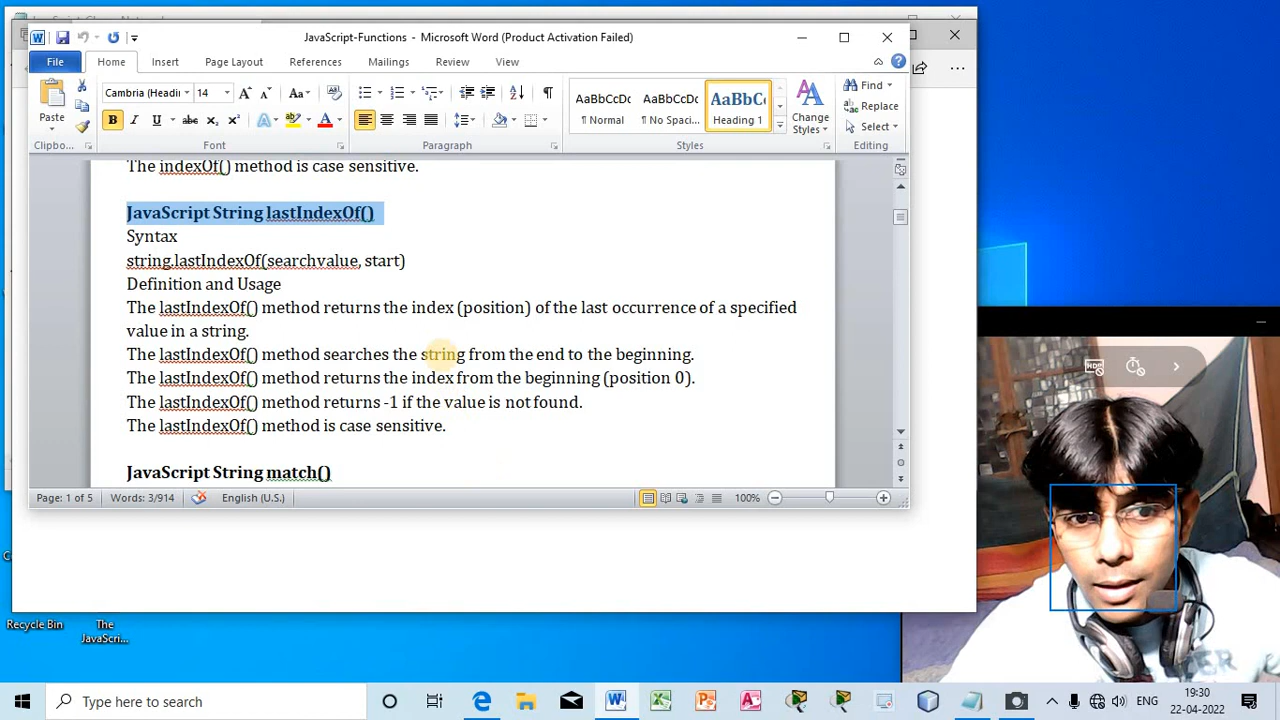 JavaScript-Functions - Microsoft Word (Product Activation Failed)
File Home Insert Page Layout References Mailings Review View
Cambria (Headi 14
Paste
Clipbo... Font Paragraph Styles Editing
AaBbCcDc AaBbCcDc AaBbC
¶ Normal ¶ No Spaci... Heading 1
Change Styles
Find
Replace
Select
The indexOf() method is case sensitive.
JavaScript String lastIndexOf()
Syntax
string.lastIndexOf(searchvalue, start)
Definition and Usage
The lastIndexOf() method returns the index (position) of the last occurrence of a specified
value in a string.
The lastIndexOf() method searches the string from the end to the beginning.
The lastIndexOf() method returns the index from the beginning (position 0).
The lastIndexOf() method returns -1 if the value is not found.
The lastIndexOf() method is case sensitive.
JavaScript String match()
Page: 1 of 5 Words: 3/914 English (U.S.) 100%
Recycle Bin
The
JavaScri...
Type here to search
ENG
19:30
22-04-2022